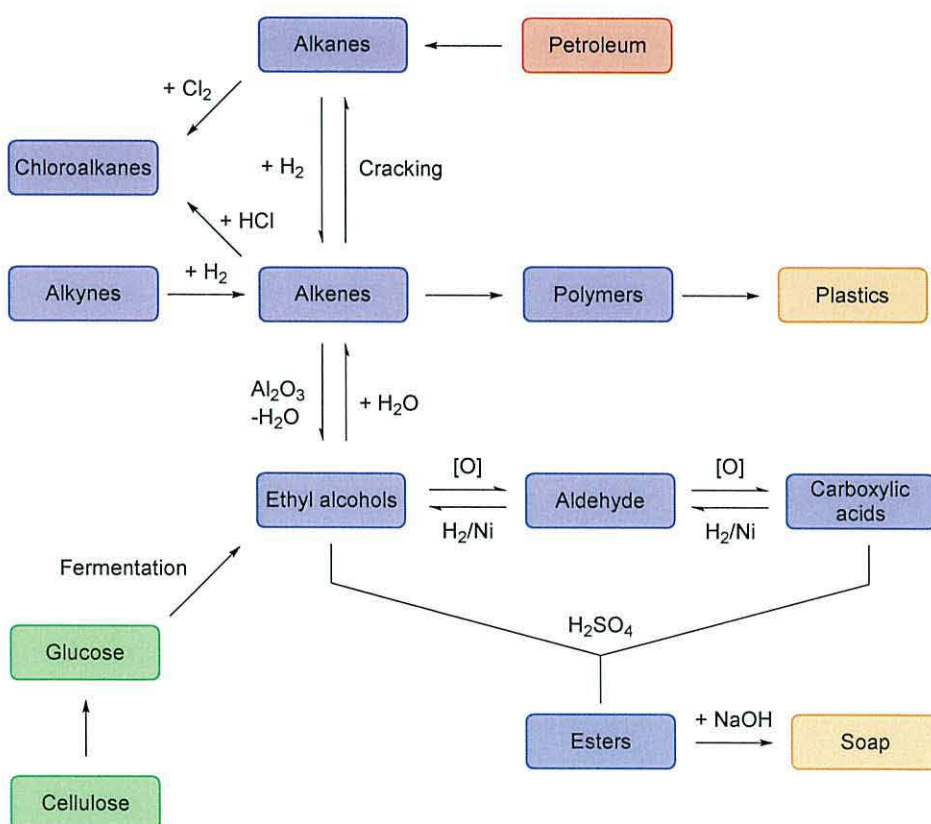 Alkanes
Petroleum
+ Cl₂
Chloroalkanes
+ H₂
Cracking
+ HCl
Alkynes
+ H₂
Alkenes
Polymers
Plastics
Al₂O₃
-H₂O
+ H₂O
Ethyl alcohols
[O]
H₂/Ni
Aldehyde
[O]
H₂/Ni
Carboxylic
acids
Fermentation
H₂SO₄
Glucose
Esters
+ NaOH
Soap
Cellulose